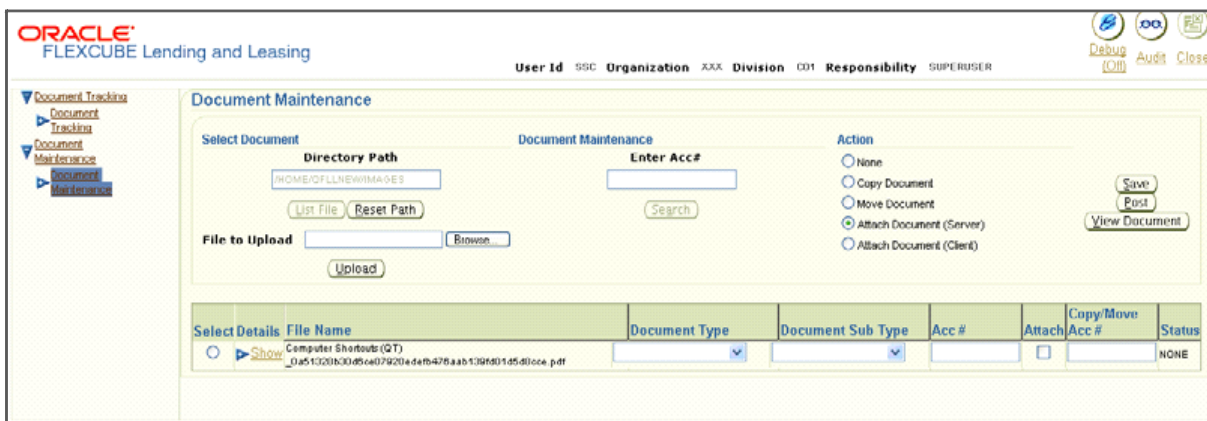 ORACLE
FLEXCUBE Lending and Leasing
User Id SSC Organization XXX Division C01 Responsibility SUPERUSER
Debug (Off) Audit Close
Document Tracking
Document Tracking
Document Maintenance
Document Maintenance
Document Maintenance
Select Document
Directory Path
/HOME/OFLLNEW/IMAGES
List File Reset Path
File to Upload Browse...
Upload
Document Maintenance
Enter Acc#
Search
Action
None
Copy Document
Move Document
Attach Document (Server)
Attach Document (Client)
Save
Post
View Document
Select Details File Name Document Type Document Sub Type Acc # Attach Copy/Move Acc # Status
Show Computer Shortcuts (QT) NONE